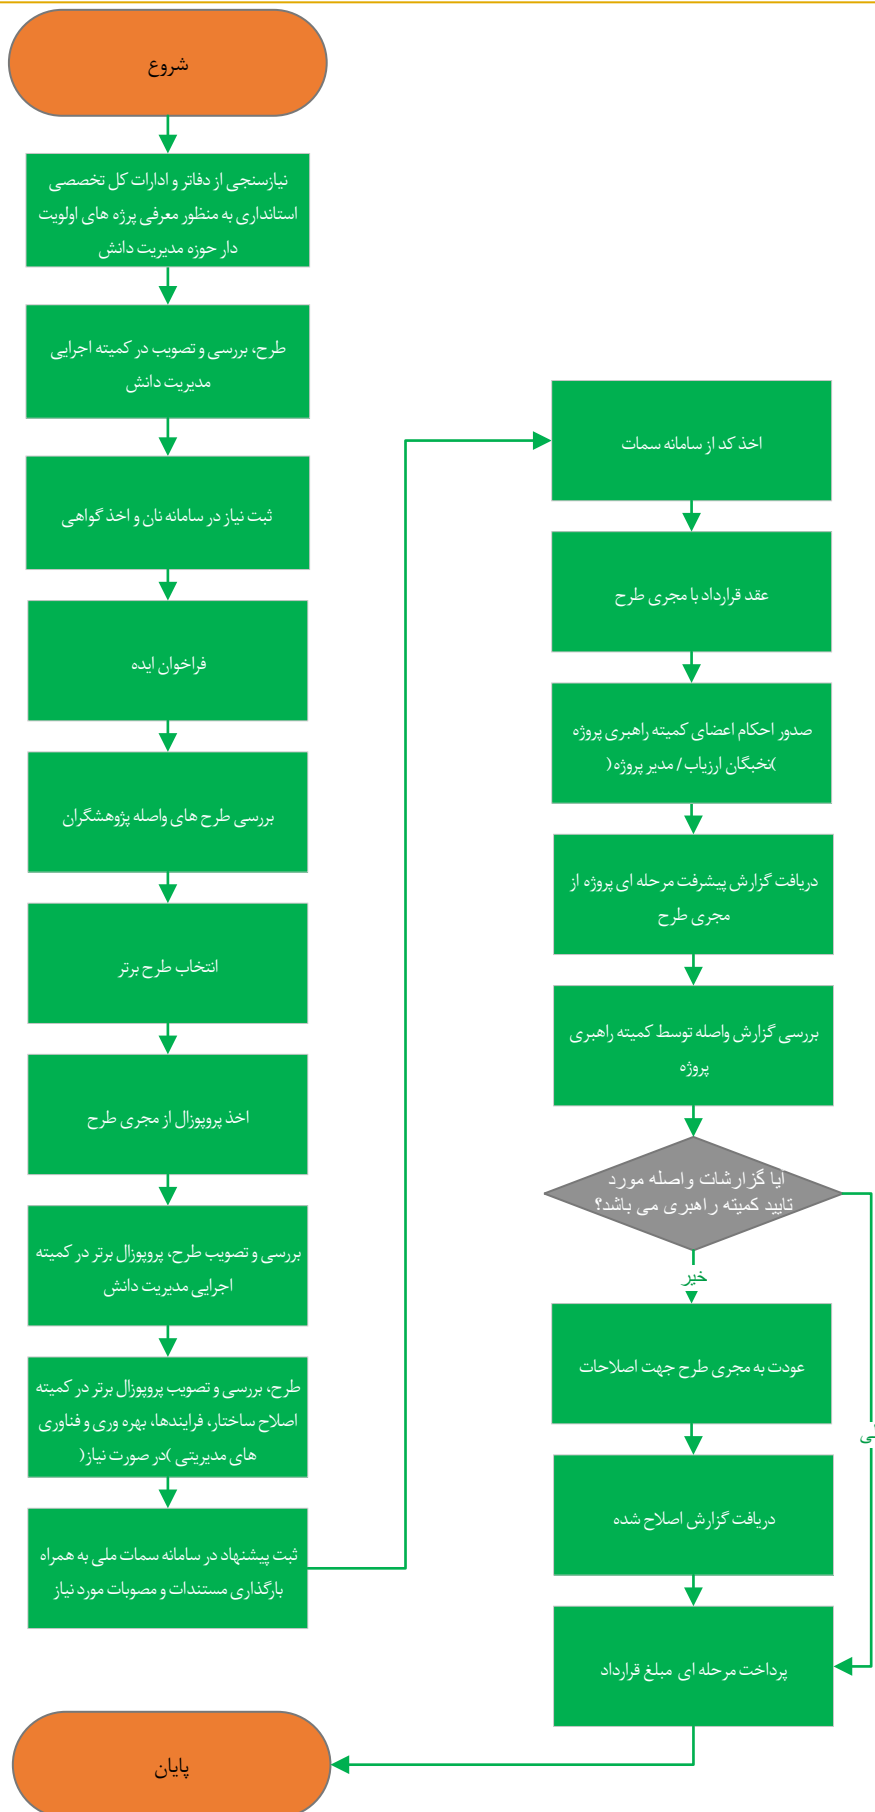 شروع
نیازسنجی از دفاتر و ادارات کل تخصصی
استانداری به منظور معرفی پرژه های اولویت
دار حوزه مدیریت دانش
طرح، بررسی و تصویب در کمیته اجرایی
مدیریت دانش
ثبت نیاز در سامانه نان و اخذ گواهی
فراخوان ایده
بررسی طرح های واصله پژوهشگران
انتخاب طرح برتر
اخذ پروپوزال از مجری طرح
بررسی و تصویب طرح، پروپوزال برتر در کمیته
اجرایی مدیریت دانش
طرح، بررسی و تصویب پروپوزال برتر در کمیته
اصلاح ساختار، فرایندها، بهره وری و فناوری
های مدیریتی )در صورت نیاز(
ثبت پیشنهاد در سامانه سمات ملی به همراه
بارگذاری مستندات و مصوبات مورد نیاز
اخذ کد از سامانه سمات
عقد قرارداد با مجری طرح
صدور احکام اعضای کمیته راهبری پروژه
)نخبگان ارزیاب/ مدیر پروژه(
دریافت گزارش پیشرفت مرحله ای پروژه از
مجری طرح
بررسی گزارش واصله توسط کمیته راهبری
پروژه
ایا گزارشات واصله مورد
تایید کمیته راهبری می باشد؟
خیر
عودت به مجری طرح جهت اصلاحات
دریافت گزارش اصلاح شده
پرداخت مرحله ای مبلغ قرارداد
پایان